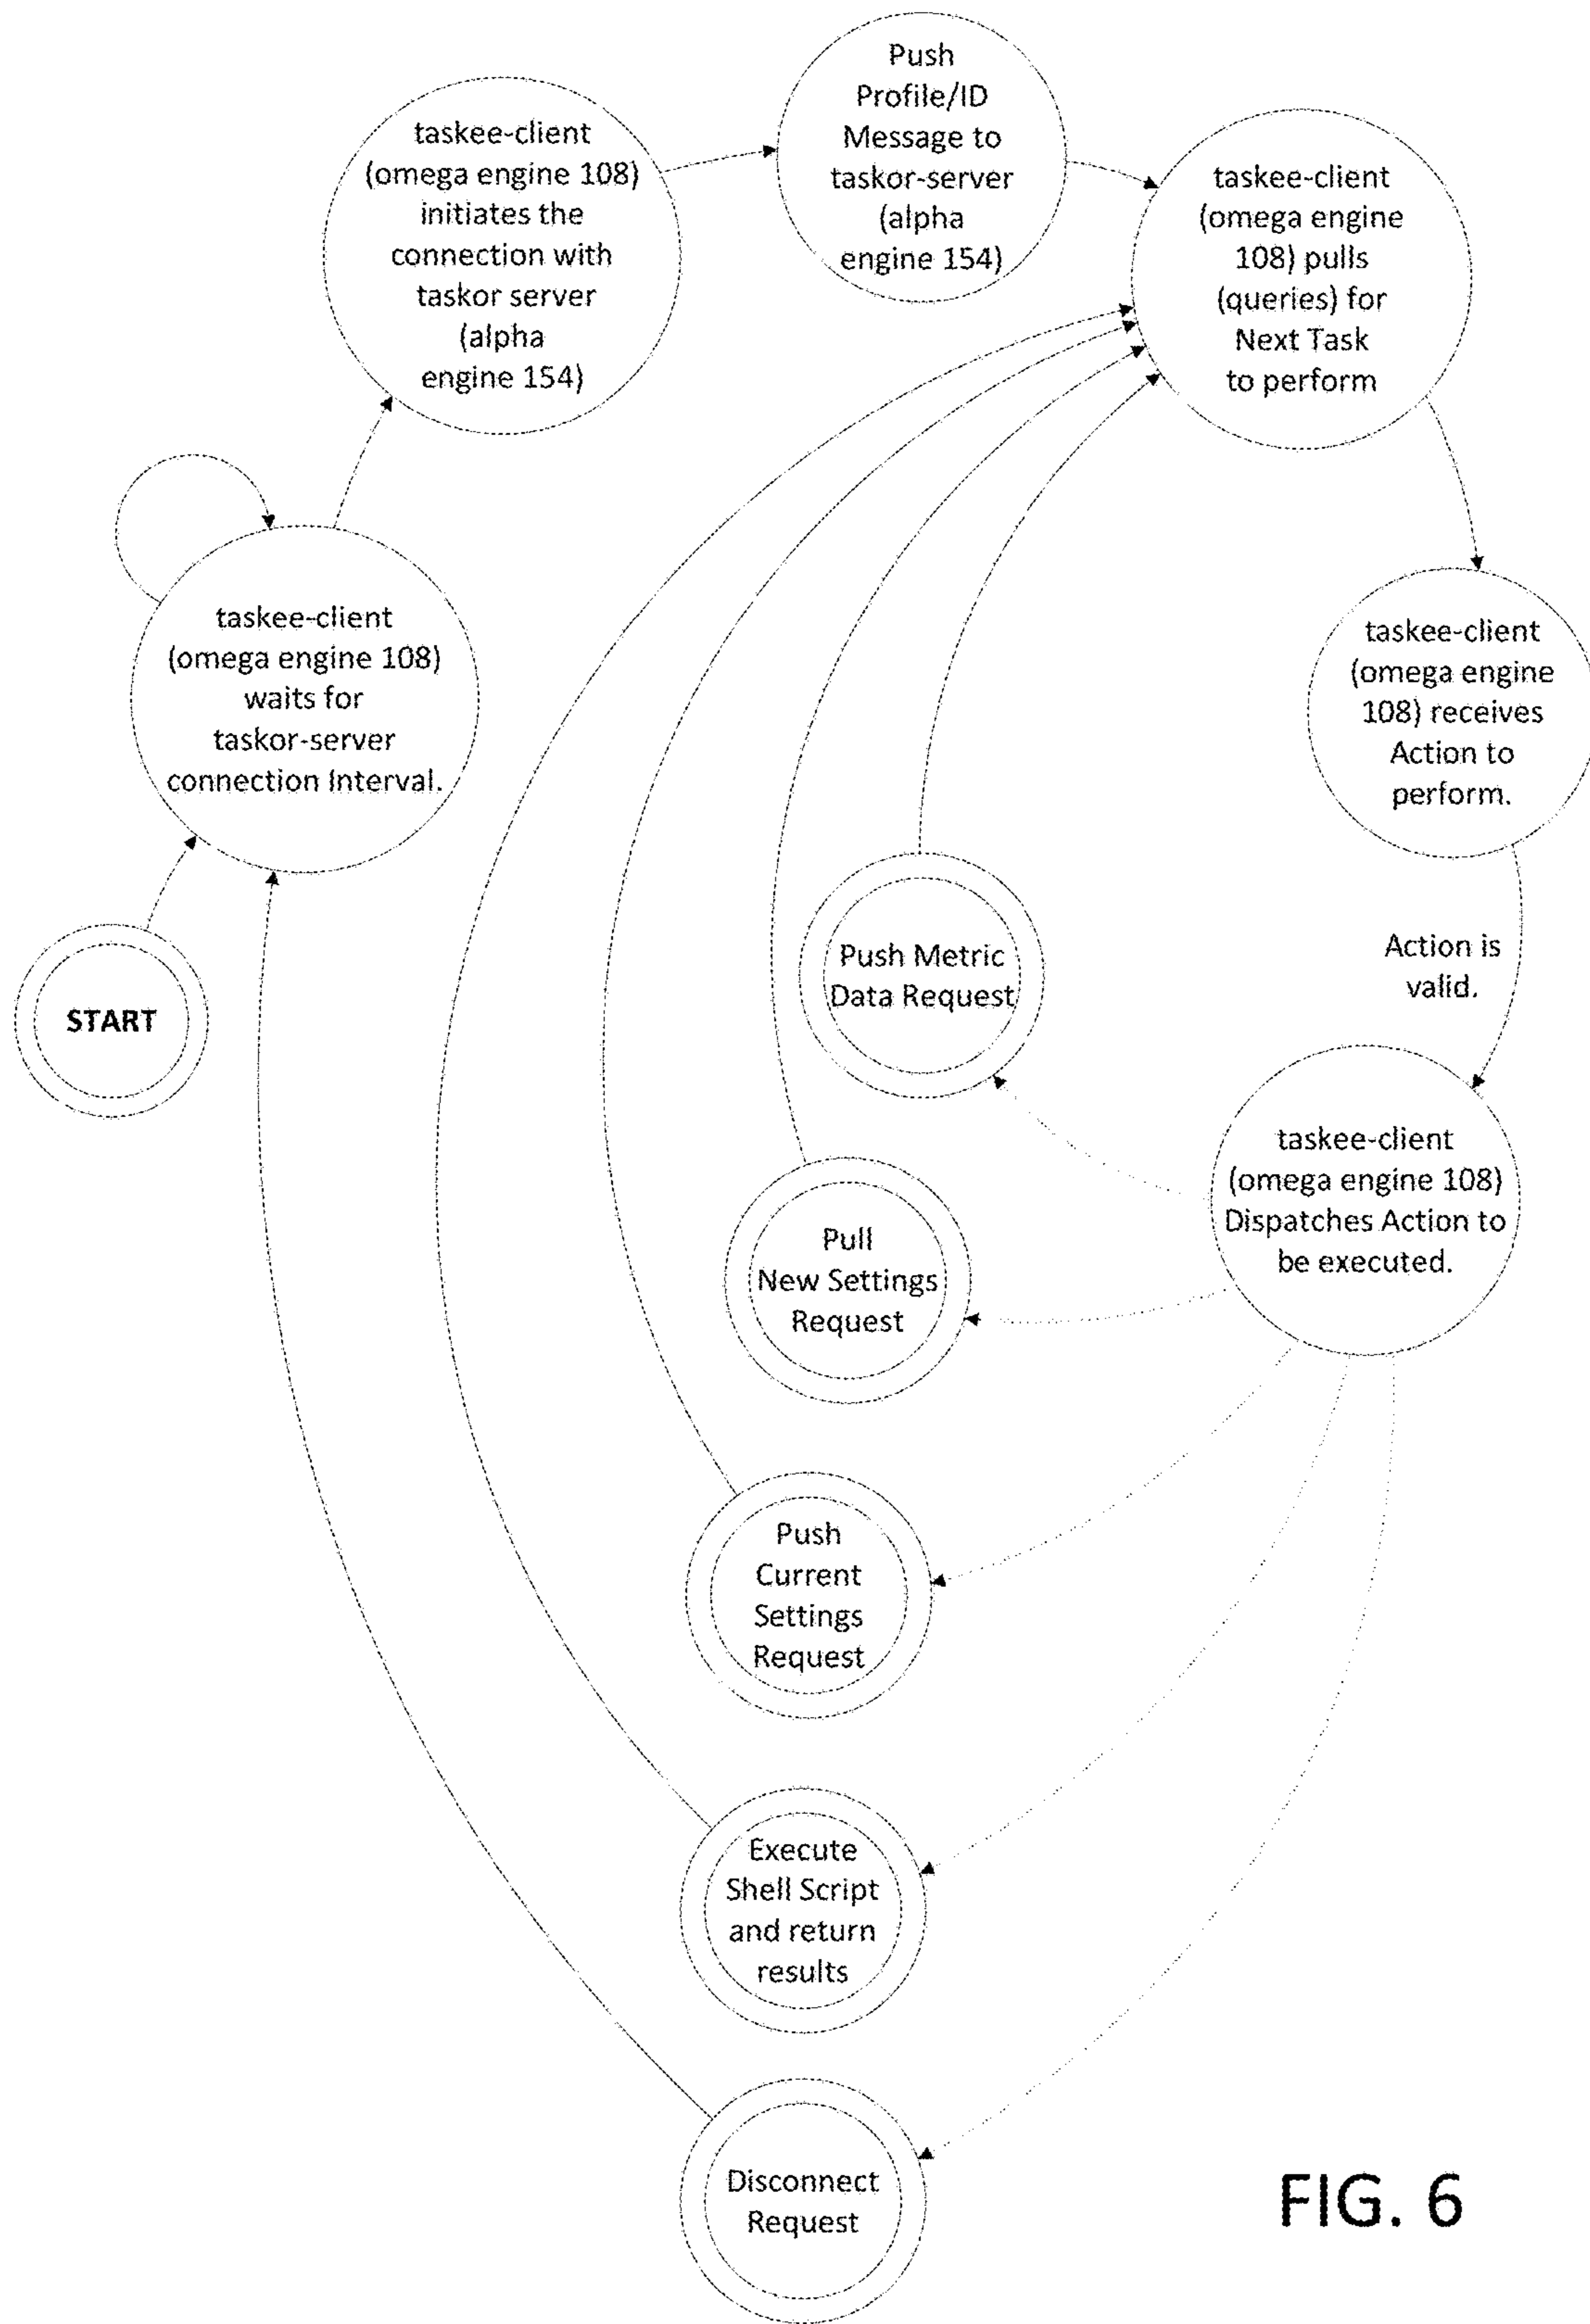 Push
Profile/ID
Message to
taskor-server
(alpha
engine 154)
taskee-client
(omega engine 108)
initiates the
connection with
taskor server
(alpha
engine 154)
taskee-client
(omega engine
108) pulls
(queries) for
Next Task
to perform
taskee-client
(omega engine 108)
waits for
taskor-server
connection Interval.
taskee-client
(omega engine
108) receives
Action to
perform.
START
Push Metric
Data Request
Action is
valid.
taskee-client
(omega engine 108)
Dispatches Action to
be executed.
Pull
New Settings
Request
Push
Current
Settings
Request
Execute
Shell Script
and return
results
Disconnect
Request
FIG. 6